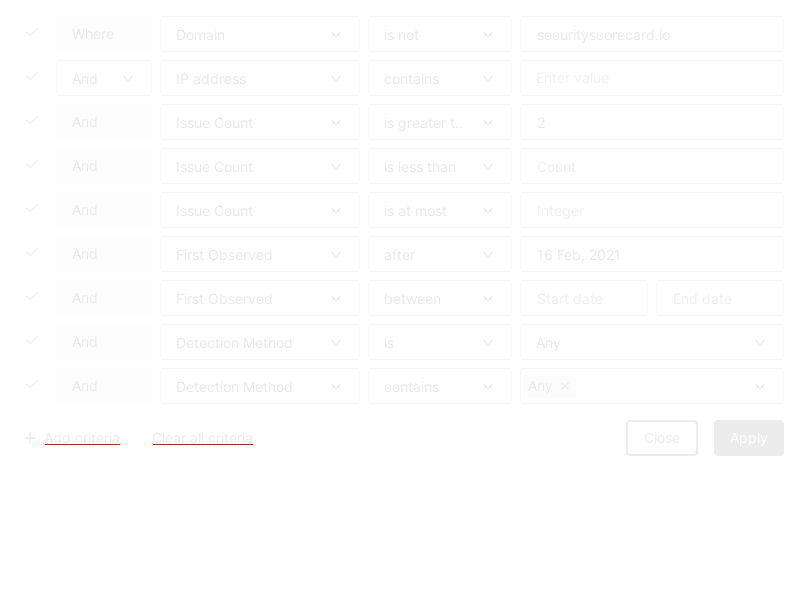 Where Domain is not securityscorecard.io
And IP address contains Enter value
And Issue Count is greater t.. 2
And Issue Count is less than Count
And Issue Count is at most Integer
And First Observed after 16 Feb, 2021
And First Observed between Start date End date
And Detection Method is Any
And Detection Method contains Any
Add criteria Clear all criteria Close Apply